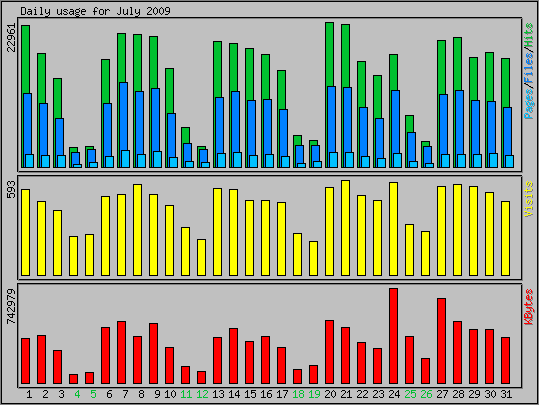 Daily usage for July 2009
22961
Pages/Files/Hits
593
Visits
742979
KBytes
1 2 3 4 5 6 7 8 9 10 11 12 13 14 15 16 17 18 19 20 21 22 23 24 25 26 27 28 29 30 31